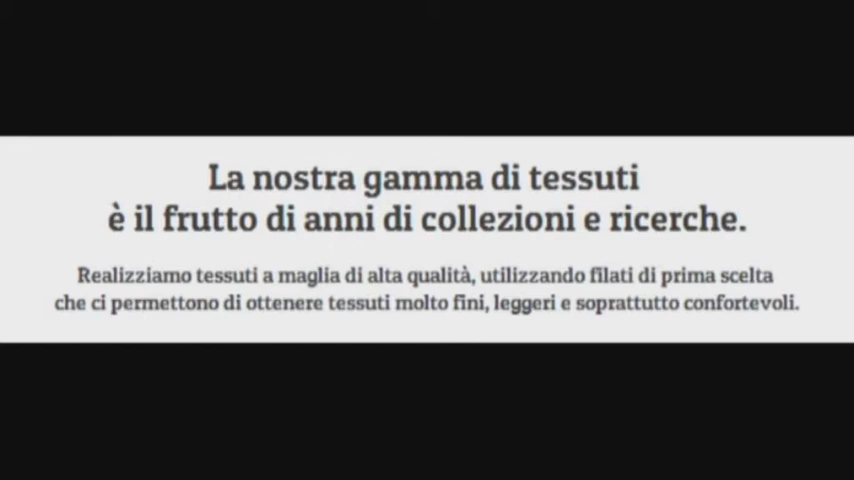 La nostra gamma di tessuti
è il frutto di anni di collezioni e ricerche.
Realizziamo tessuti a maglia di alta qualità, utilizzando filati di prima scelta
che ci permettono di ottenere tessuti molto fini, leggeri e soprattutto confortevoli.